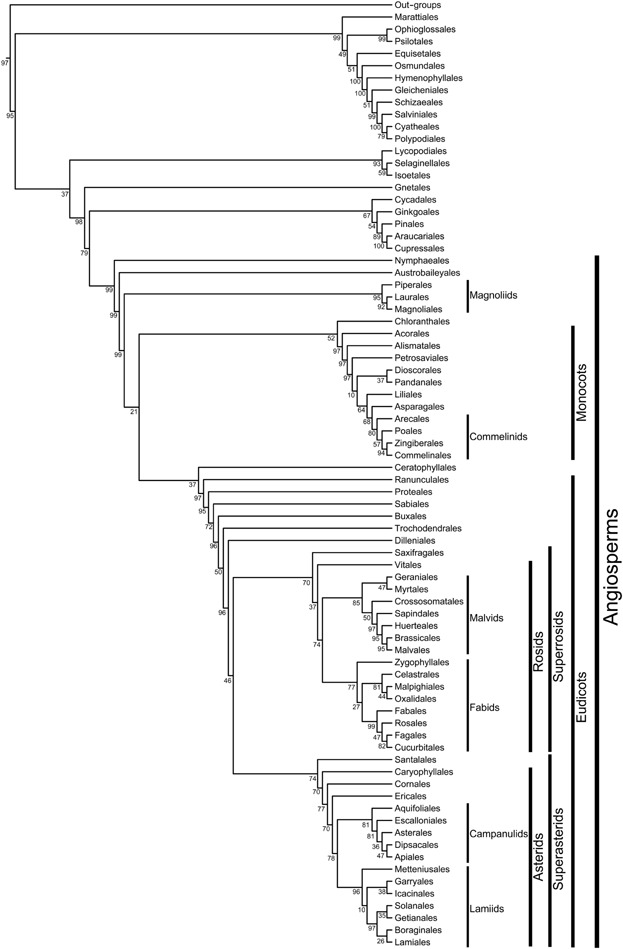 Out-groups
Marattiales
99
Ophioglossales
99
Psilotales
97
49
Equisetales
51
Osmundales
100
Hymenophyllales
100
Gleicheniales
51
Schizaeales
95
99
Salviniales
100
Cyatheales
79
Polypodiales
Lycopodiales
93
Selaginellales
59
Isoetales
37
Gnetales
98
Cycadales
67
Ginkgoales
54
Pinales
89
Araucariales
100
Cupressales
79
Nymphaeales
99
Austrobaileyales
99
Piperales
95
Laurales
92
Magnoliales
Magnoliids
99
Chloranthales
52
Acorales
97
Alismatales
97
Petrosaviales
97
Dioscorales
37
Pandanales
10
Liliales
64
Asparagales
68
Arecales
80
Poales
57
Zingiberales
94
Commelinales
Commelinids
Monocots
21
Ceratophyllales
37
Ranunculales
97
Proteales
95
Sabiales
72
Buxales
96
Trochodendrales
50
Dilleniales
96
Saxifragales
70
Vitales
37
Geraniales
47
Myrtales
85
Crossosomatales
50
Sapindales
97
Huerteales
95
Brassicales
95
Malvales
Malvids
74
Zygophyllales
77
Celastrales
81
Malpighiales
44
Oxalidales
27
Fabales
99
Rosales
47
Fagales
82
Cucurbitales
Fabids
Rosids
Superrosids
46
Santalales
74
Caryophyllales
70
Cornales
77
Ericales
70
Aquifoliales
81
Escalloniales
81
Asterales
36
Dipsacales
47
Apiales
Campanulids
78
Metteniusales
96
Garryales
38
Icacinales
10
Solanales
35
Getianales
97
Boraginales
26
Lamiales
Lamiids
Asterids
Superasterids
Eudicots
Angiosperms